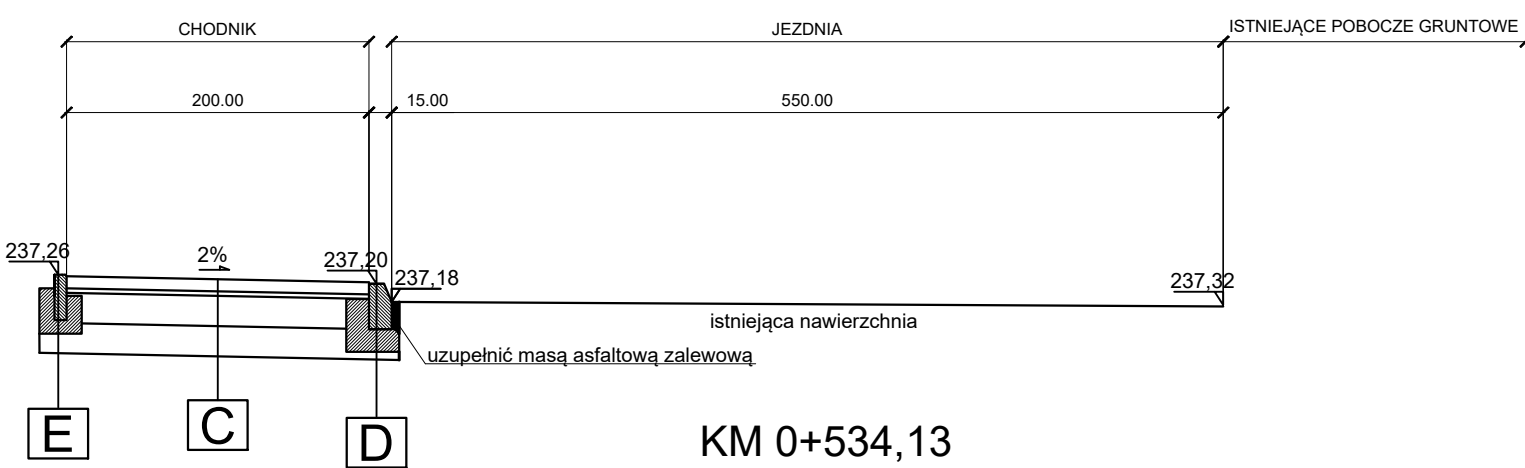 CHODNIK
JEZDNIA
ISTNIEJĄCE POBOCZE GRUNTOWE
200.00
15.00
550.00
237,26
2%
237,20
237,18
237,32
istniejąca nawierzchnia
uzupełnić masą asfaltową zalewową
E
C
D
KM 0+534,13